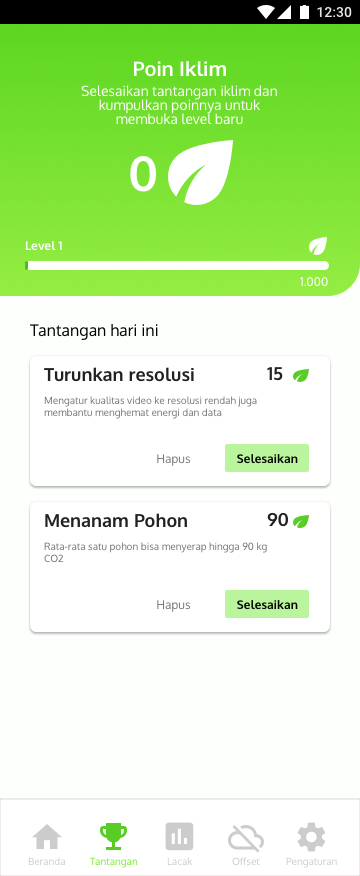 12:30
Poin Iklim
Selesaikan tantangan iklim dan
kumpulkan poinnya untuk
membuka level baru
0
Level 1
1.000
Tantangan hari ini
Turunkan resolusi 15
Mengatur kualitas video ke resolusi rendah juga
membantu menghemat energi dan data
Hapus Selesaikan
Menanam Pohon 90
Rata-rata satu pohon bisa menyerap hingga 90 kg
CO2
Hapus Selesaikan
Beranda Tantangan Lacak Offset Pengaturan